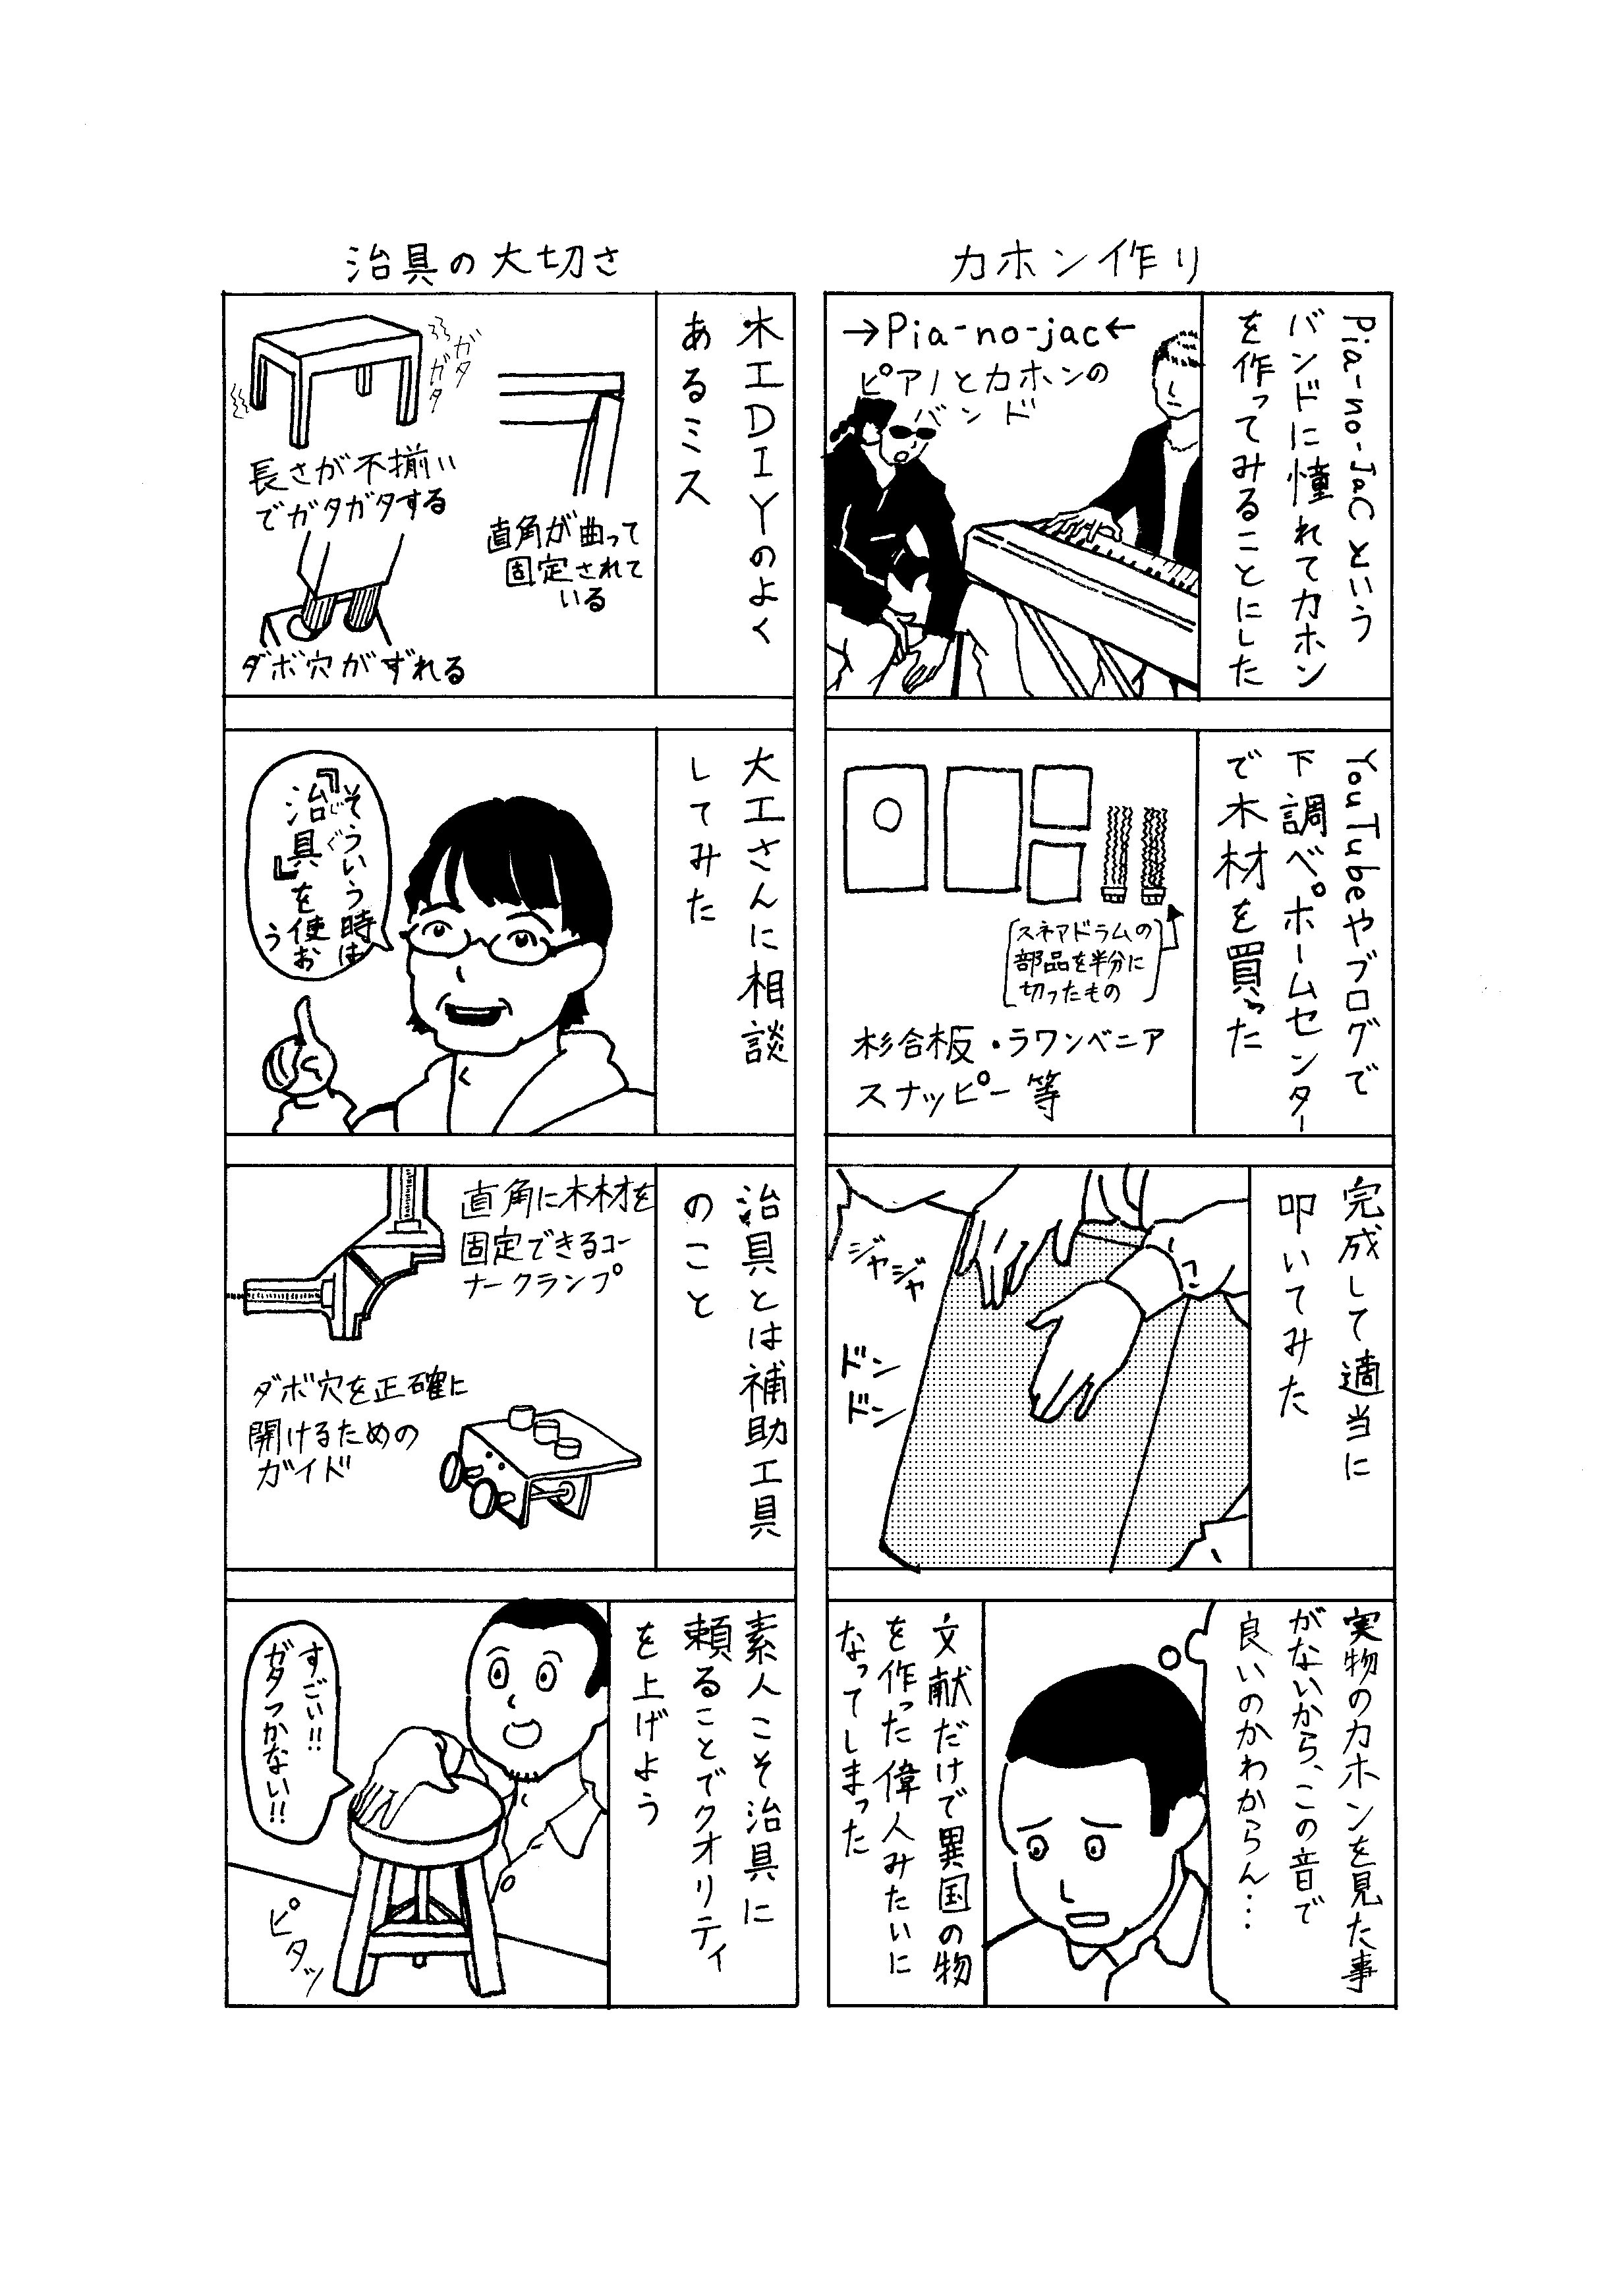 カホン作り
Pia-no-Jacという
バンドに憧れてカホン
を作ってみることにした
→Pia-no-jac←
ピアノとカホンの
バンド
YouTubeやブログで
下調べ。ホームセンター
で木材を買った
スネアドラムの
部品を半分に
切ったもの
杉合板・ラワンベニア
スナッピー等
完成して適当に
叩いてみた
ジャジャ
ドン
ドン
実物のカホンを見た事
がないから、この音で
良いのかわからん…
文献だけで異国の物
を作った偉人みたいに
なってしまった
治具の大切さ
木工DIYのよく
あるミス
ガタ
ガタ
長さが不揃い
でガタガタする
直角が曲って
固定されて
いる
ダボ穴がずれる
大工さんに相談
してみた
そういう時は
『治具』を使お
じぐ
う
治具とは補助工具
のこと
直角に木材を
固定できるコー
ナークランプ
ダボ穴を正確に
開けるための
ガイド
素人こそ治具に
頼ることでクオリティ
を上げよう
すごい!!
ガタつかない!!
ピタッ